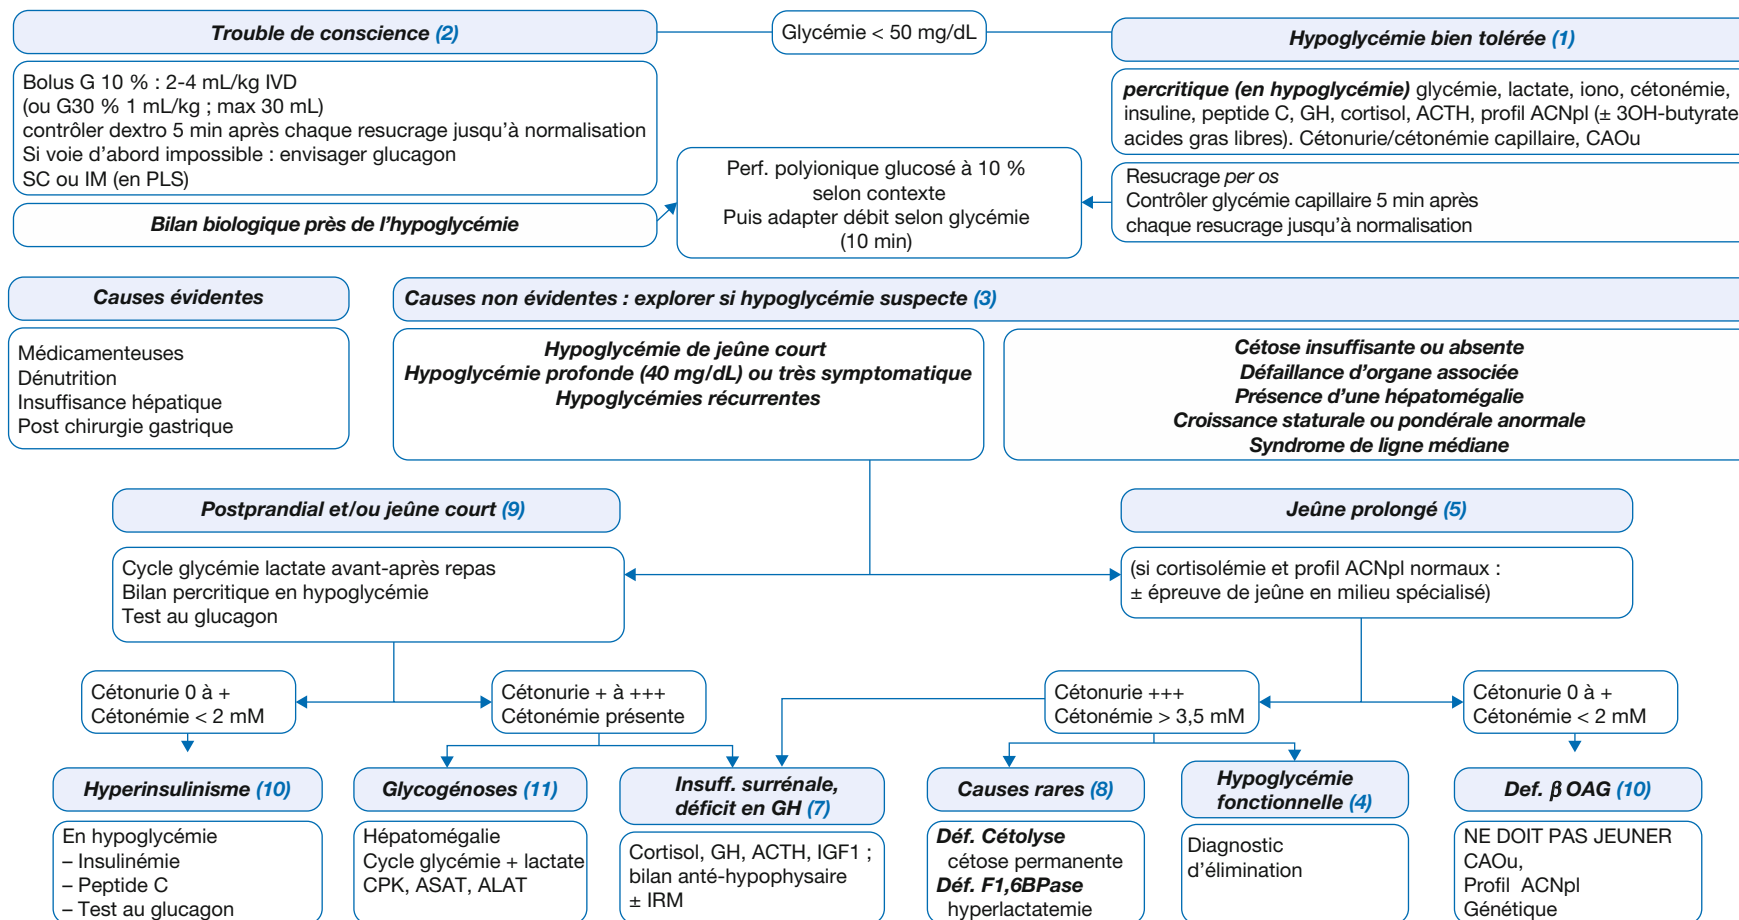 Trouble de conscience (2)
Glycémie < 50 mg/dL
Hypoglycémie bien tolérée (1)
Bolus G 10 % : 2-4 mL/kg IVD
(ou G30 % 1 mL/kg ; max 30 mL)
contrôler dextro 5 min après chaque resucrage jusqu'à normalisation
Si voie d'abord impossible : envisager glucagon
SC ou IM (en PLS)
Bilan biologique près de l'hypoglycémie
Perf. polyionique glucosé à 10 %
selon contexte
Puis adapter débit selon glycémie
(10 min)
percritique (en hypoglycémie) glycémie, lactate, iono, cétonémie,
insuline, peptide C, GH, cortisol, ACTH, profil ACNpl (± 3OH-butyrate
acides gras libres). Cétonurie/cétonémie capillaire, CAOu
Resucrage per os
Contrôler glycémie capillaire 5 min après
chaque resucrage jusqu'à normalisation
Causes évidentes
Médicamenteuses
Dénutrition
Insuffisance hépatique
Post chirurgie gastrique
Causes non évidentes : explorer si hypoglycémie suspecte (3)
Hypoglycémie de jeûne court
Hypoglycémie profonde (40 mg/dL) ou très symptomatique
Hypoglycémies récurrentes
Cétose insuffisante ou absente
Défaillance d'organe associée
Présence d'une hépatomégalie
Croissance staturale ou pondérale anormale
Syndrome de ligne médiane
Postprandial et/ou jeûne court (9)
Cycle glycémie lactate avant-après repas
Bilan percritique en hypoglycémie
Test au glucagon
Jeûne prolongé (5)
(si cortisolémie et profil ACNpl normaux :
± épreuve de jeûne en milieu spécialisé)
Cétonurie 0 à +
Cétonémie < 2 mM
Cétonurie + à +++
Cétonémie présente
Cétonurie +++
Cétonémie > 3,5 mM
Cétonurie 0 à +
Cétonémie < 2 mM
Hyperinsulinisme (10)
En hypoglycémie
– Insulinémie
– Peptide C
– Test au glucagon
Glycogénoses (11)
Hépatomégalie
Cycle glycémie + lactate
CPK, ASAT, ALAT
Insuff. surrénale,
déficit en GH (7)
Cortisol, GH, ACTH, IGF1 ;
bilan anté-hypophysaire
± IRM
Causes rares (8)
Déf. Cétolyse
cétose permanente
Déf. F1,6BPase
hyperlactatemie
Hypoglycémie
fonctionnelle (4)
Diagnostic
d'élimination
Def. β OAG (10)
NE DOIT PAS JEUNER
CAOu,
Profil ACNpl
Génétique